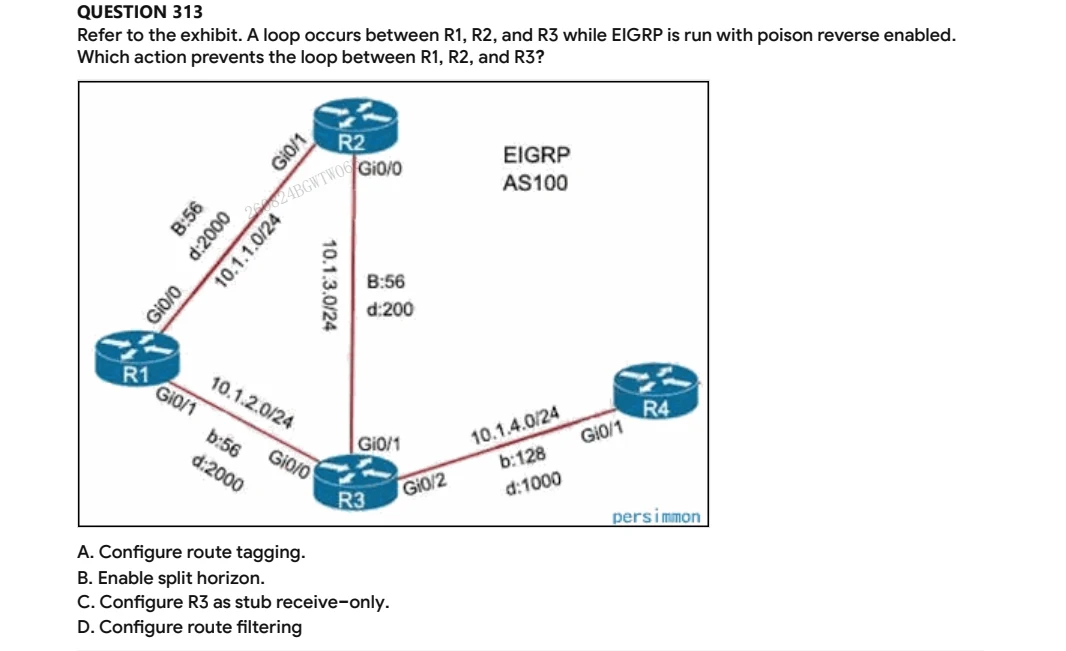 QUESTION 313
Refer to the exhibit. A loop occurs between R1, R2, and R3 while EIGRP is run with poison reverse enabled.
Which action prevents the loop between R1, R2, and R3?
R2
Gi0/1
Gi0/0
EIGRP
AS100
B:56
d:2000
10.1.1.0/24
10.1.3.0/24
B:56
d:200
Gi0/0
R1
Gi0/1
10.1.2.0/24
b:56
d:2000
Gi0/0
Gi0/1
R3
Gi0/2
10.1.4.0/24
b:128
d:1000
Gi0/1
R4
persimmon
A. Configure route tagging.
B. Enable split horizon.
C. Configure R3 as stub receive-only.
D. Configure route filtering